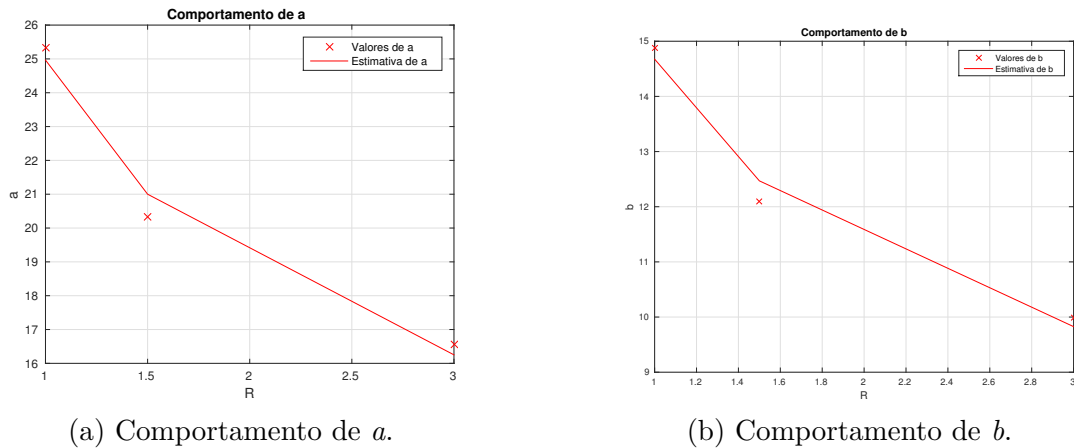 Comportamento de a
26
25
24
23
22
21
20
19
18
17
16
a
1
1.5
2
2.5
3
R
Valores de a
Estimativa de a
(a) Comportamento de a.
Comportamento de b
15
14
13
12
11
10
9
b
1
1.2
1.4
1.6
1.8
2
2.2
2.4
2.6
2.8
3
R
Valores de b
Estimativa de b
(b) Comportamento de b.